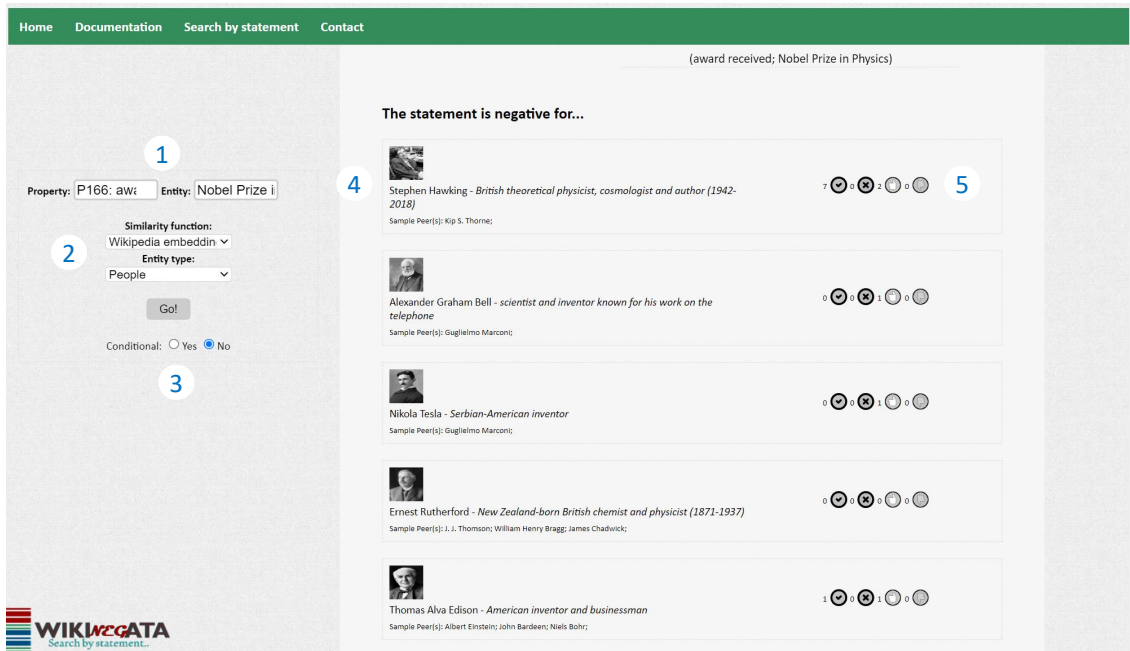 Home Documentation Search by statement Contact
(award received; Nobel Prize in Physics)
The statement is negative for...
1
Property: P166: awa Entity: Nobel Prize i
2
Similarity function:
Wikipedia embeddin
Entity type:
People
Go!
Conditional: Yes No
3
4
Stephen Hawking - British theoretical physicist, cosmologist and author (1942-
2018)
Sample Peer(s): Kip S. Thorne;
7 0 2 0
5
Alexander Graham Bell - scientist and inventor known for his work on the
telephone
Sample Peer(s): Guglielmo Marconi;
0 0 1 0
Nikola Tesla - Serbian-American inventor
Sample Peer(s): Guglielmo Marconi;
0 0 1 0
Ernest Rutherford - New Zealand-born British chemist and physicist (1871-1937)
Sample Peer(s): J. J. Thomson; William Henry Bragg; James Chadwick;
0 0 0 0
Thomas Alva Edison - American inventor and businessman
Sample Peer(s): Albert Einstein; John Bardeen; Niels Bohr;
1 0 1 0
WIKINEGATA
Search by statement..